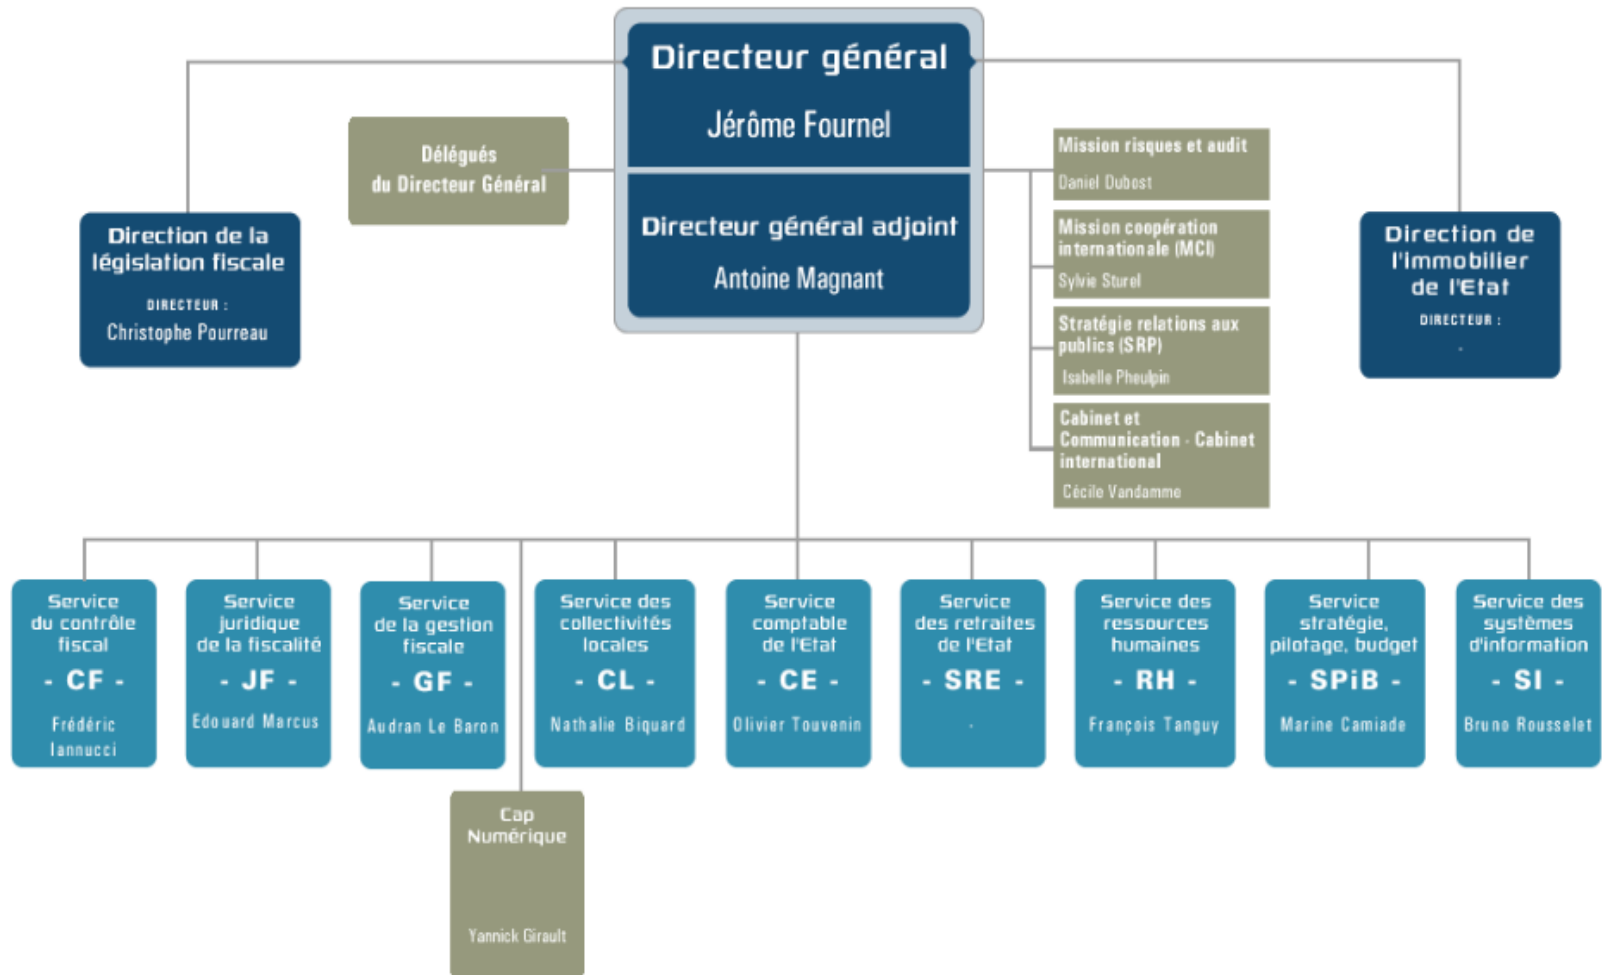 Directeur général
Jérôme Fournel
Directeur général adjoint
Antoine Magnant
Délégués
du Directeur Général
Direction de la
législation fiscale
DIRECTEUR :
Christophe Pourreau
Mission risques et audit
Daniel Dubost
Mission coopération
internationale (MCI)
Sylvie Sturel
Stratégie relations aux
publics (SRP)
Isabelle Pheulpin
Cabinet et
Communication - Cabinet
international
Cécile Vandamme
Direction de
l'immobilier
de l'Etat
DIRECTEUR :
-
Service
du contrôle
fiscal
- CF -
Frédéric
Iannucci
Service
juridique
de la fiscalité
- JF -
Edouard Marcus
Service
de la gestion
fiscale
- GF -
Audran Le Baron
Service des
collectivités
locales
- CL -
Nathalie Biquard
Service
comptable
de l'Etat
- CE -
Olivier Touvenin
Service
des retraites
de l'Etat
- SRE -
-
Service des
ressources
humaines
- RH -
François Tanguy
Service
stratégie,
pilotage, budget
- SPiB -
Marine Camiade
Service des
systèmes
d'information
- SI -
Bruno Rousselet
Cap
Numérique
Yannick Girault